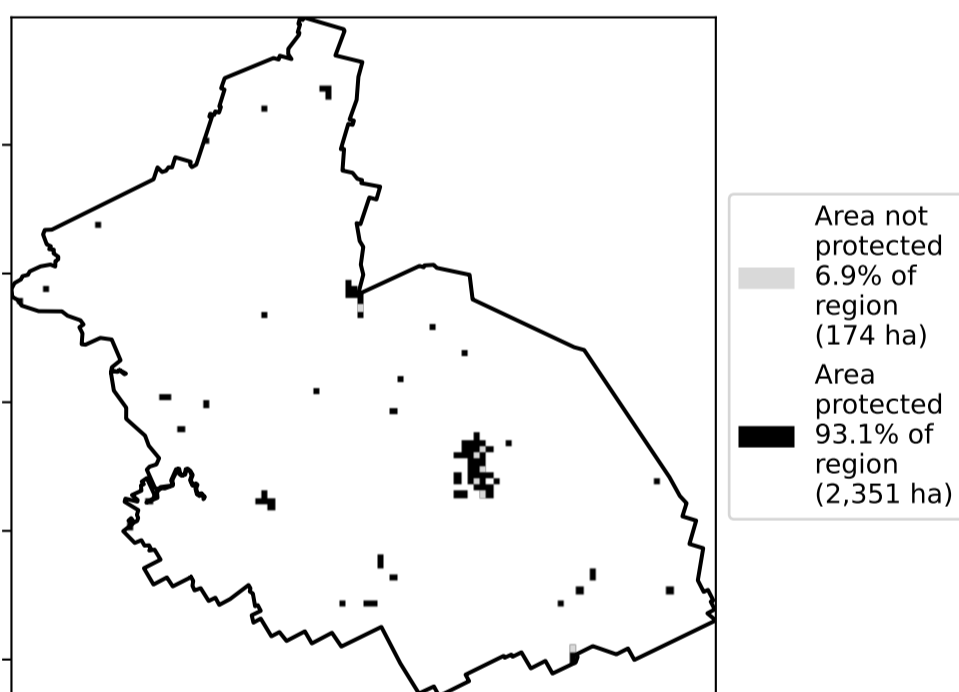 Area not
protected
6.9% of
region
(174 ha)
Area
protected
93.1% of
region
(2,351 ha)